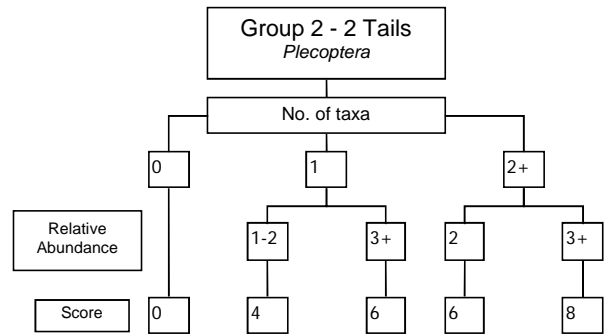 Group 2 - 2 Tails
Plecoptera
No. of taxa
0 1 2+
Relative
Abundance
1-2 3+ 2 3+
Score
0 4 6 6 8